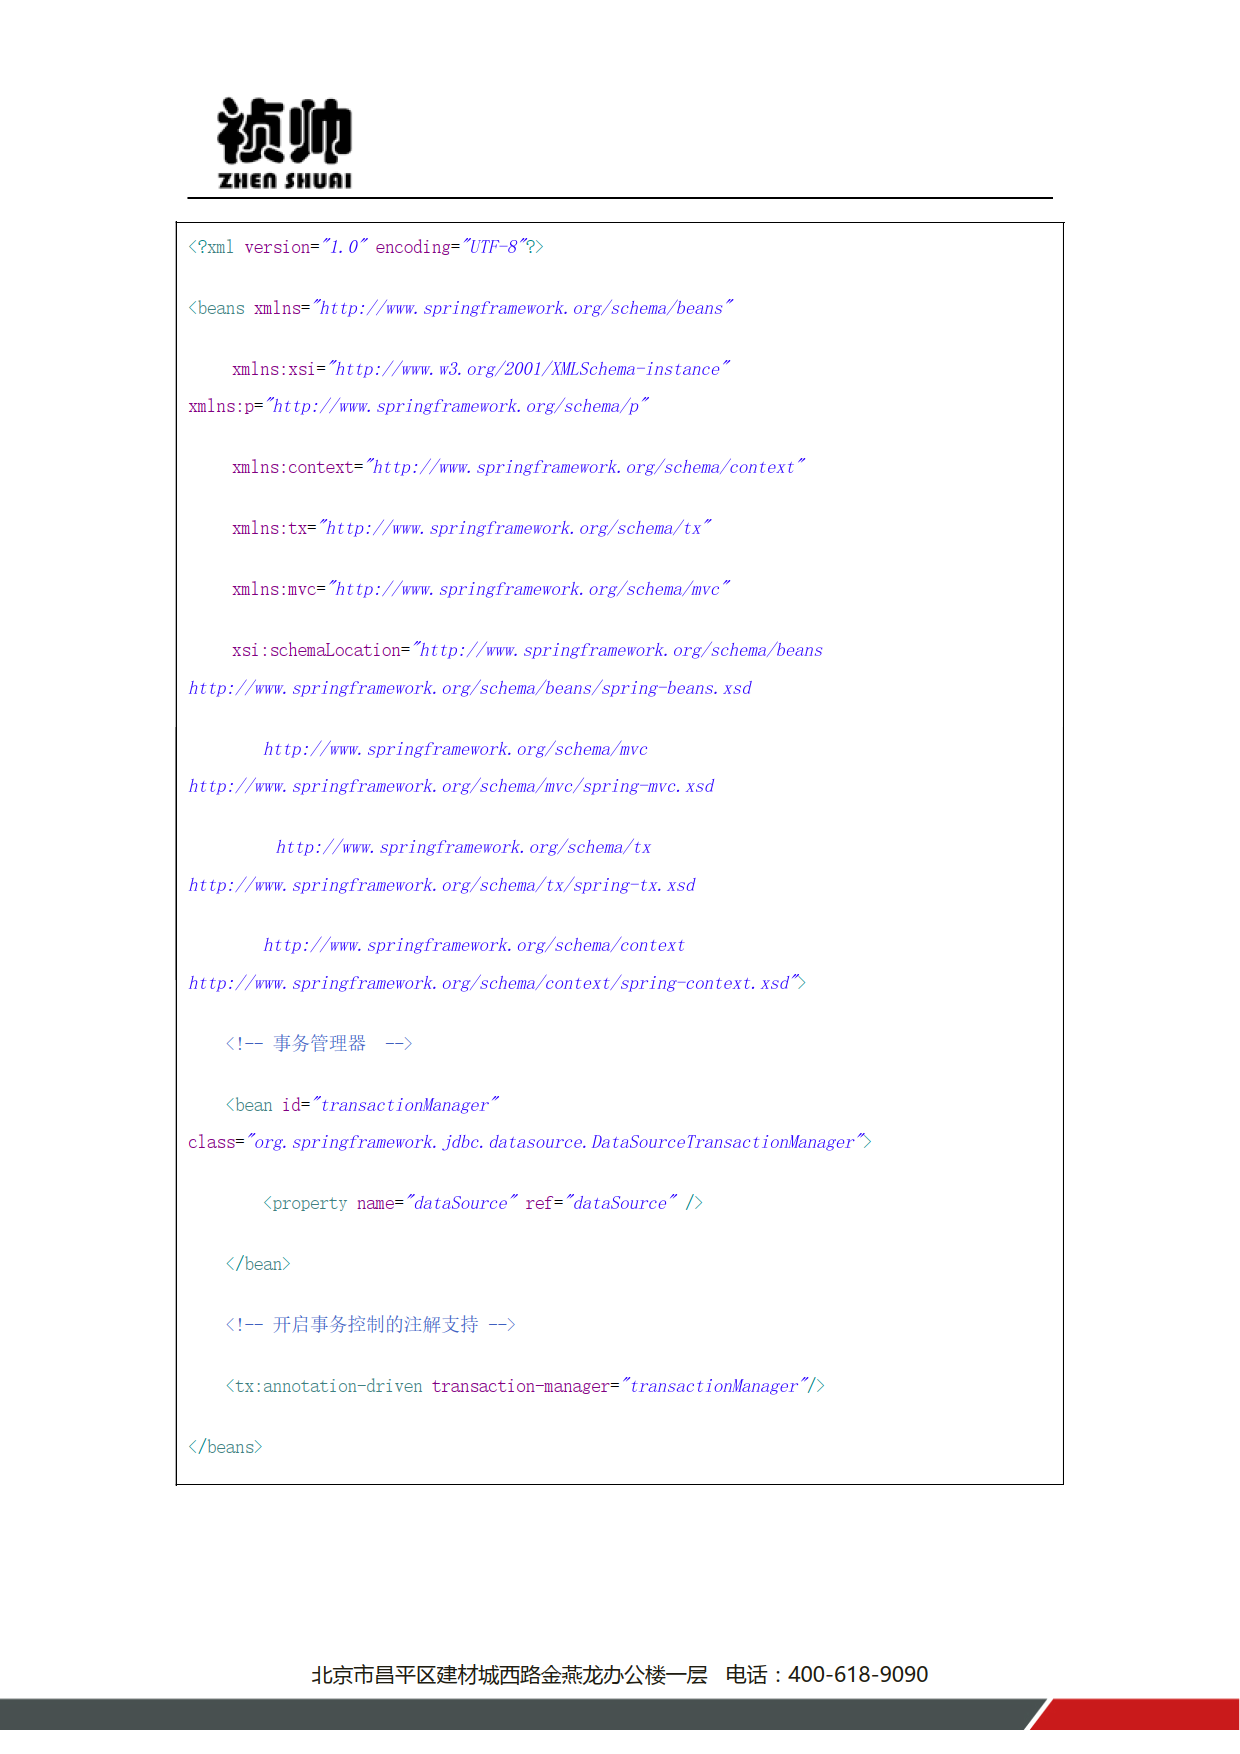 祯帅
ZHEN SHUAI
<?xml version="1.0" encoding="UTF-8"?>
<beans xmlns="http://www.springframework.org/schema/beans"
xmlns:xsi="http://www.w3.org/2001/XMLSchema-instance"
xmlns:p="http://www.springframework.org/schema/p"
xmlns:context="http://www.springframework.org/schema/context"
xmlns:tx="http://www.springframework.org/schema/tx"
xmlns:mvc="http://www.springframework.org/schema/mvc"
xsi:schemaLocation="http://www.springframework.org/schema/beans
http://www.springframework.org/schema/beans/spring-beans.xsd
http://www.springframework.org/schema/mvc
http://www.springframework.org/schema/mvc/spring-mvc.xsd
http://www.springframework.org/schema/tx
http://www.springframework.org/schema/tx/spring-tx.xsd
http://www.springframework.org/schema/context
http://www.springframework.org/schema/context/spring-context.xsd">
<!-- 事务管理器  -->
<bean id="transactionManager"
class="org.springframework.jdbc.datasource.DataSourceTransactionManager">
<property name="dataSource" ref="dataSource" />
</bean>
<!-- 开启事务控制的注解支持 -->
<tx:annotation-driven transaction-manager="transactionManager"/>
</beans>
北京市昌平区建材城西路金燕龙办公楼一层 电话：400-618-9090